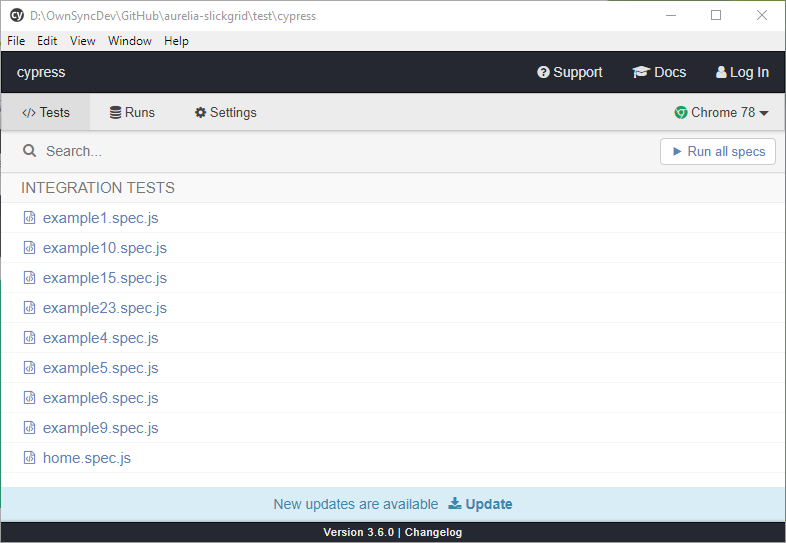 D:\OwnSyncDev\GitHub\aurelia-slickgrid\test\cypress
File Edit View Window Help
cypress Support Docs Log In
Tests Runs Settings Chrome 78
Search... Run all specs
INTEGRATION TESTS
example1.spec.js
example10.spec.js
example15.spec.js
example23.spec.js
example4.spec.js
example5.spec.js
example6.spec.js
example9.spec.js
home.spec.js
New updates are available Update
Version 3.6.0 | Changelog